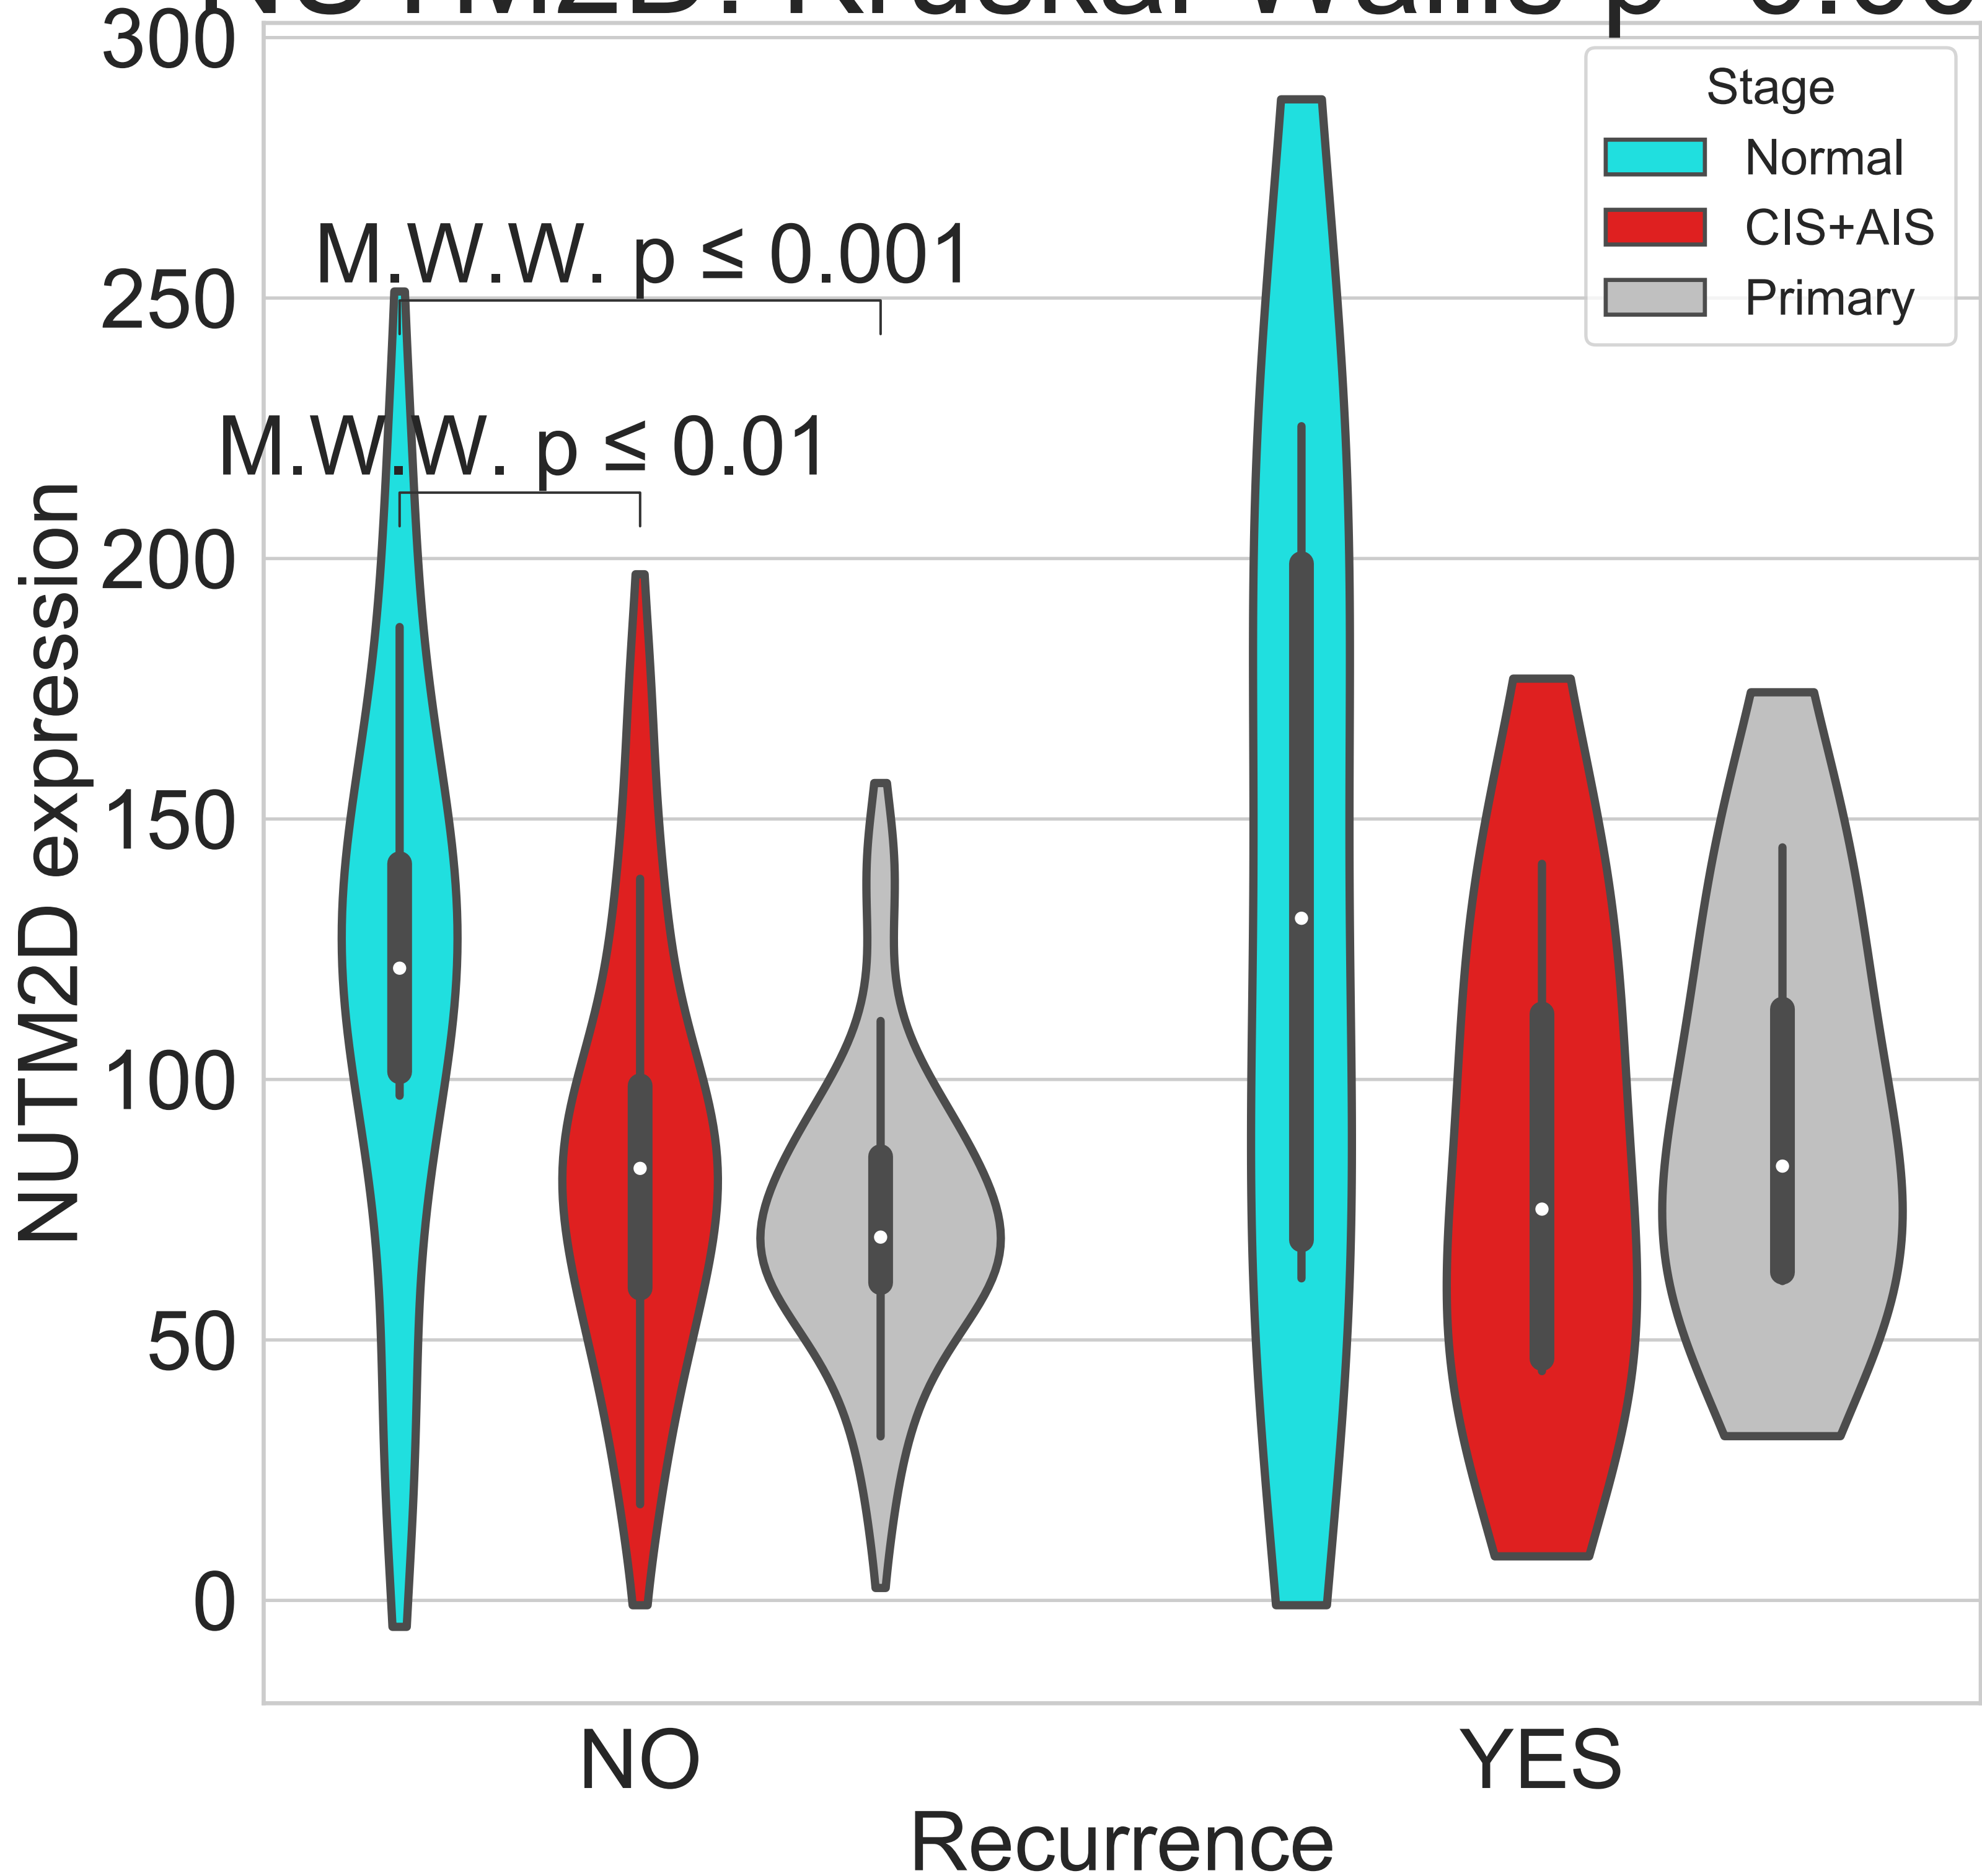 300
250
200
150
100
50
0
NUTM2D expression
M.W.W. p ≤ 0.001
M.W.W. p ≤ 0.01
Stage
Normal
CIS+AIS
Primary
NO
YES
Recurrence